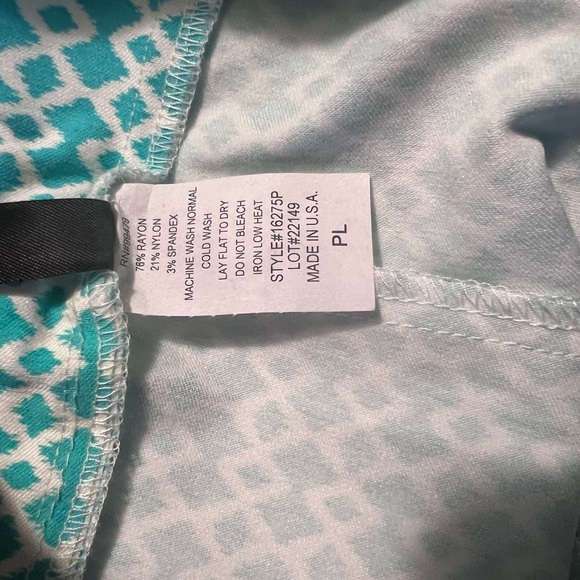 76% RAYON
21% NYLON
3% SPANDEX
MACHINE WASH NORMAL
COLD WASH
LAY FLAT TO DRY
DO NOT BLEACH
IRON LOW HEAT
STYLE#16275P
LOT#22149
MADE IN U.S.A.
PL